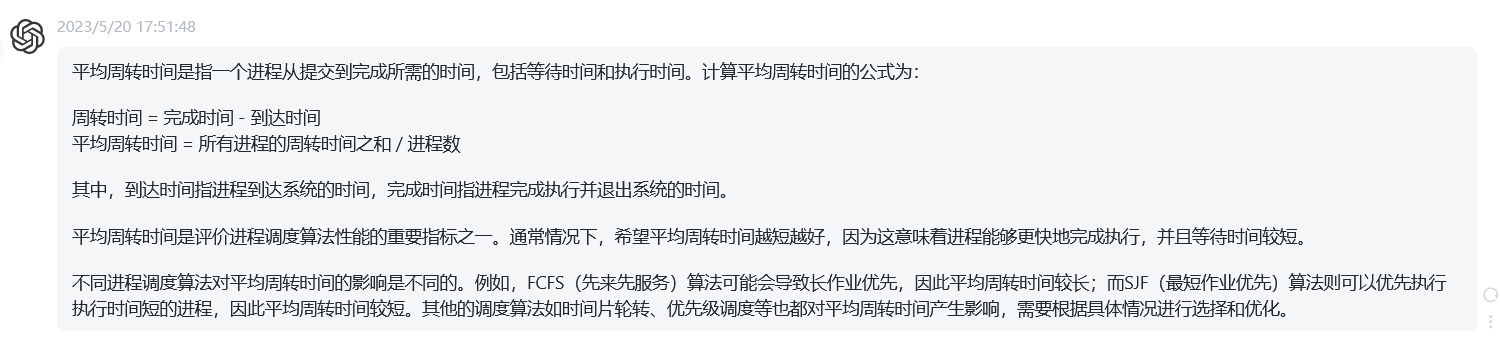 2023/5/20 17:51:48
平均周转时间是指一个进程从提交到完成所需的时间，包括等待时间和执行时间。计算平均周转时间的公式为：
周转时间 = 完成时间 - 到达时间
平均周转时间 = 所有进程的周转时间之和 / 进程数
其中，到达时间指进程到达系统的时间，完成时间指进程完成执行并退出系统的时间。
平均周转时间是评价进程调度算法性能的重要指标之一。通常情况下，希望平均周转时间越短越好，因为这意味着进程能够更快地完成执行，并且等待时间较短。
不同进程调度算法对平均周转时间的影响是不同的。例如，FCFS（先来先服务）算法可能会导致长作业优先，因此平均周转时间较长；而SJF（最短作业优先）算法则可以优先执行
执行时间短的进程，因此平均周转时间较短。其他的调度算法如时间片轮转、优先级调度等也都对平均周转时间产生影响，需要根据具体情况进行选择和优化。